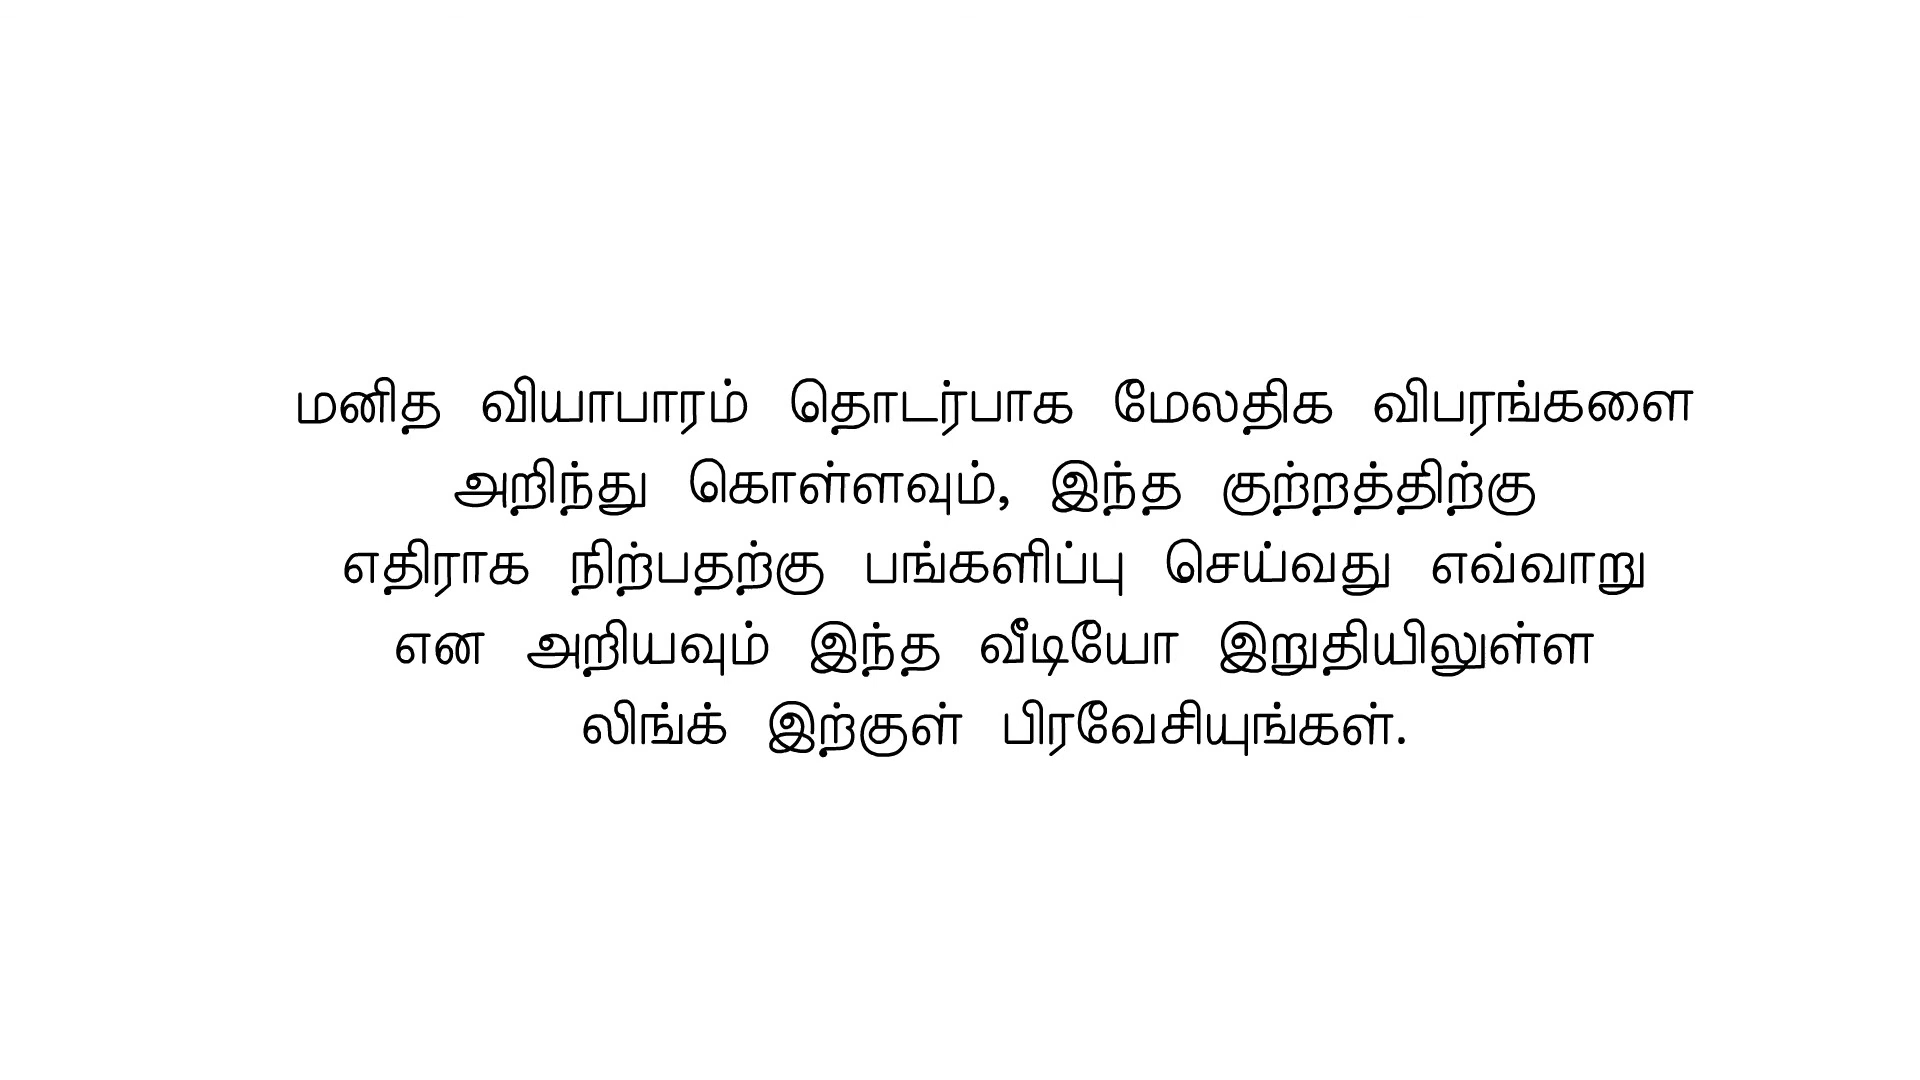 மனித வியாபாரம் தொடர்பாக மேலதிக விபரங்களை
அறிந்து கொள்ளவும், இந்த குற்றத்திற்கு
எதிராக நிற்பதற்கு பங்களிப்பு செய்வது எவ்வாறு
என அறியவும் இந்த வீடியோ இறுதியிலுள்ள
லிங்க் இற்குள் பிரவேசியுங்கள்.